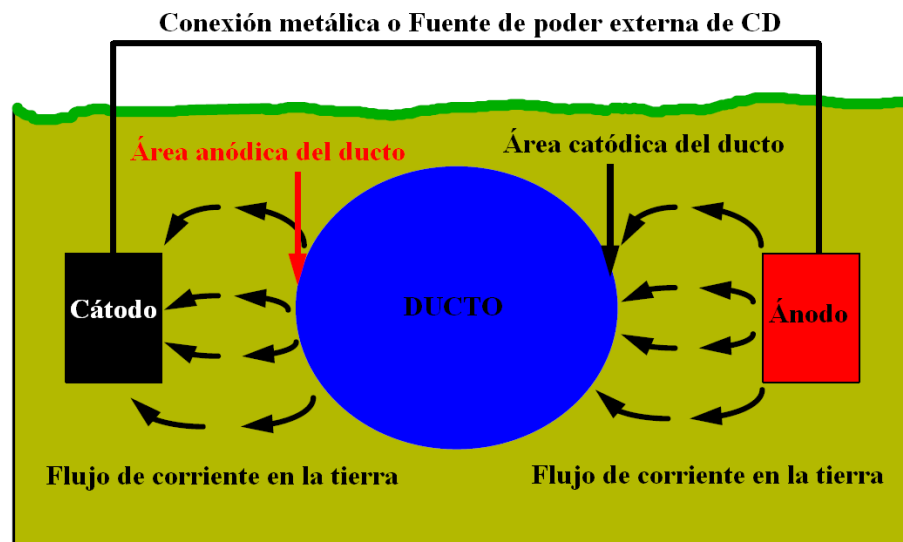 Conexión metálica o Fuente de poder externa de CD
Área anódica del ducto
Área catódica del ducto
Cátodo
DUCTO
Ánodo
Flujo de corriente en la tierra
Flujo de corriente en la tierra